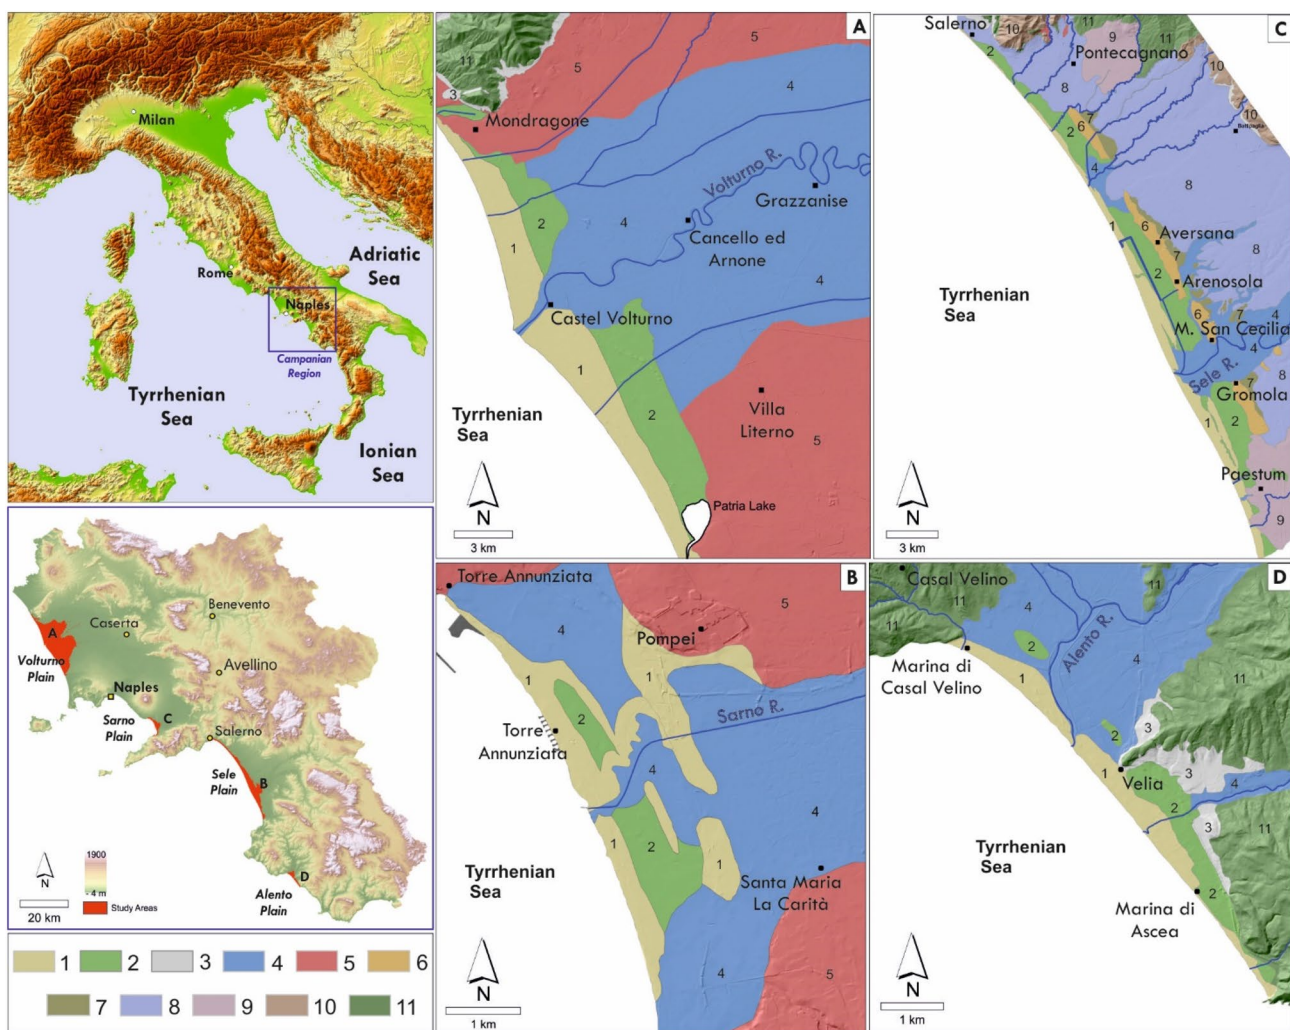 Milan
Adriatic
Sea
Rome
Naples
Campanian
Region
Tyrrhenian
Sea
Ionian
Sea
A
5
11
5
3
4
Mondragone
Volturno R.
Grazzanise
2
4
1
Cancello ed
Arnone
4
Castel Volturno
1
Tyrrhenian
Sea
2
Villa
Literno
5
N
3 km
Patria Lake
C
Salerno
10
11
9
11
2
Pontecagnano
10
8
7
2
6
4
8
1
6
Aversana
8
7
2
Arenosola
Tyrrhenian
Sea
6
7
4
M. San Cecilia
4
Sele R.
8
7
Gromola
1
2
Paestum
9
N
3 km
Benevento
Caserta
A
Volturno
Plain
Avellino
Naples
Sarno
Plain
C
Salerno
Sele
Plain
B
N
1900
- 4 m
Study Areas
20 km
D
Alento
Plain
B
Torre Annunziata
5
4
Pompei
1
1
2
Sarno R.
Torre
Annunziata
4
4
1
2
1
Tyrrhenian
Sea
Santa Maria
La Carità
N
4
5
1 km
D
Casal Velino
11
11
4
2
Alento R.
4
Marina di
Casal Velino
1
11
2
3
1
Velia
3
4
2
3
11
Tyrrhenian
Sea
2
Marina di
Ascea
N
1 km
1 2 3 4 5 6
7 8 9 10 11